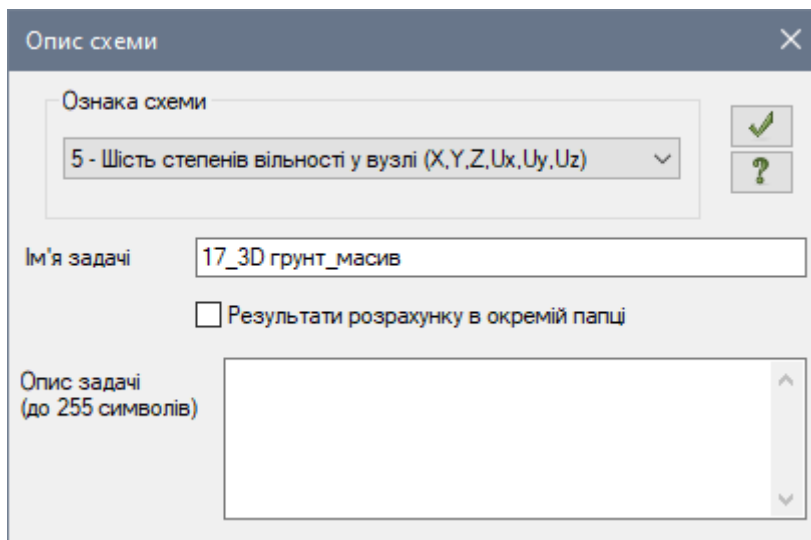 Опис схеми
Ознака схеми
5 - Шість степенів вільності у вузлі (X,Y,Z,Ux,Uy,Uz)
Ім'я задачі
17_3D грунт_масив
Результати розрахунку в окремій папці
Опис задачі
(до 255 символів)